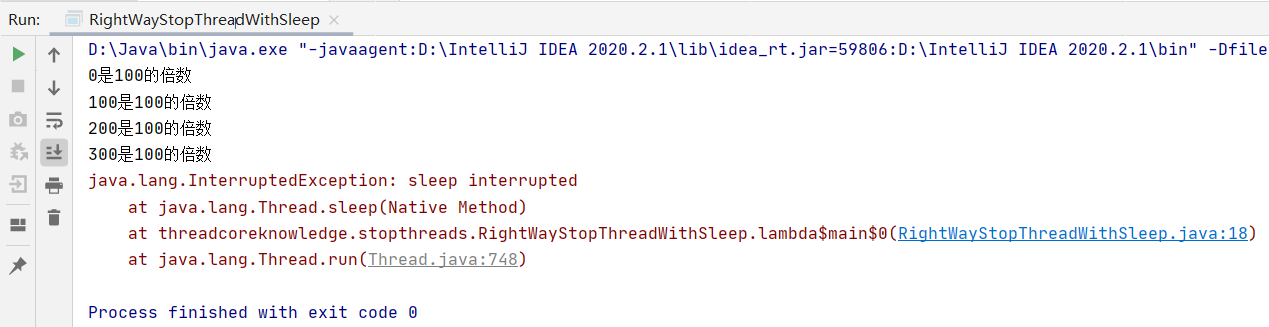 Run: RightWayStopThreadWithSleep ×
D:\Java\bin\java.exe "-javaagent:D:\IntelliJ IDEA 2020.2.1\lib\idea_rt.jar=59806:D:\IntelliJ IDEA 2020.2.1\bin" -Dfile
0是100的倍数
100是100的倍数
200是100的倍数
300是100的倍数
java.lang.InterruptedException: sleep interrupted
at java.lang.Thread.sleep(Native Method)
at threadcoreknowledge.stopthreads.RightWayStopThreadWithSleep.lambda$main$0(RightWayStopThreadWithSleep.java:18)
at java.lang.Thread.run(Thread.java:748)
Process finished with exit code 0